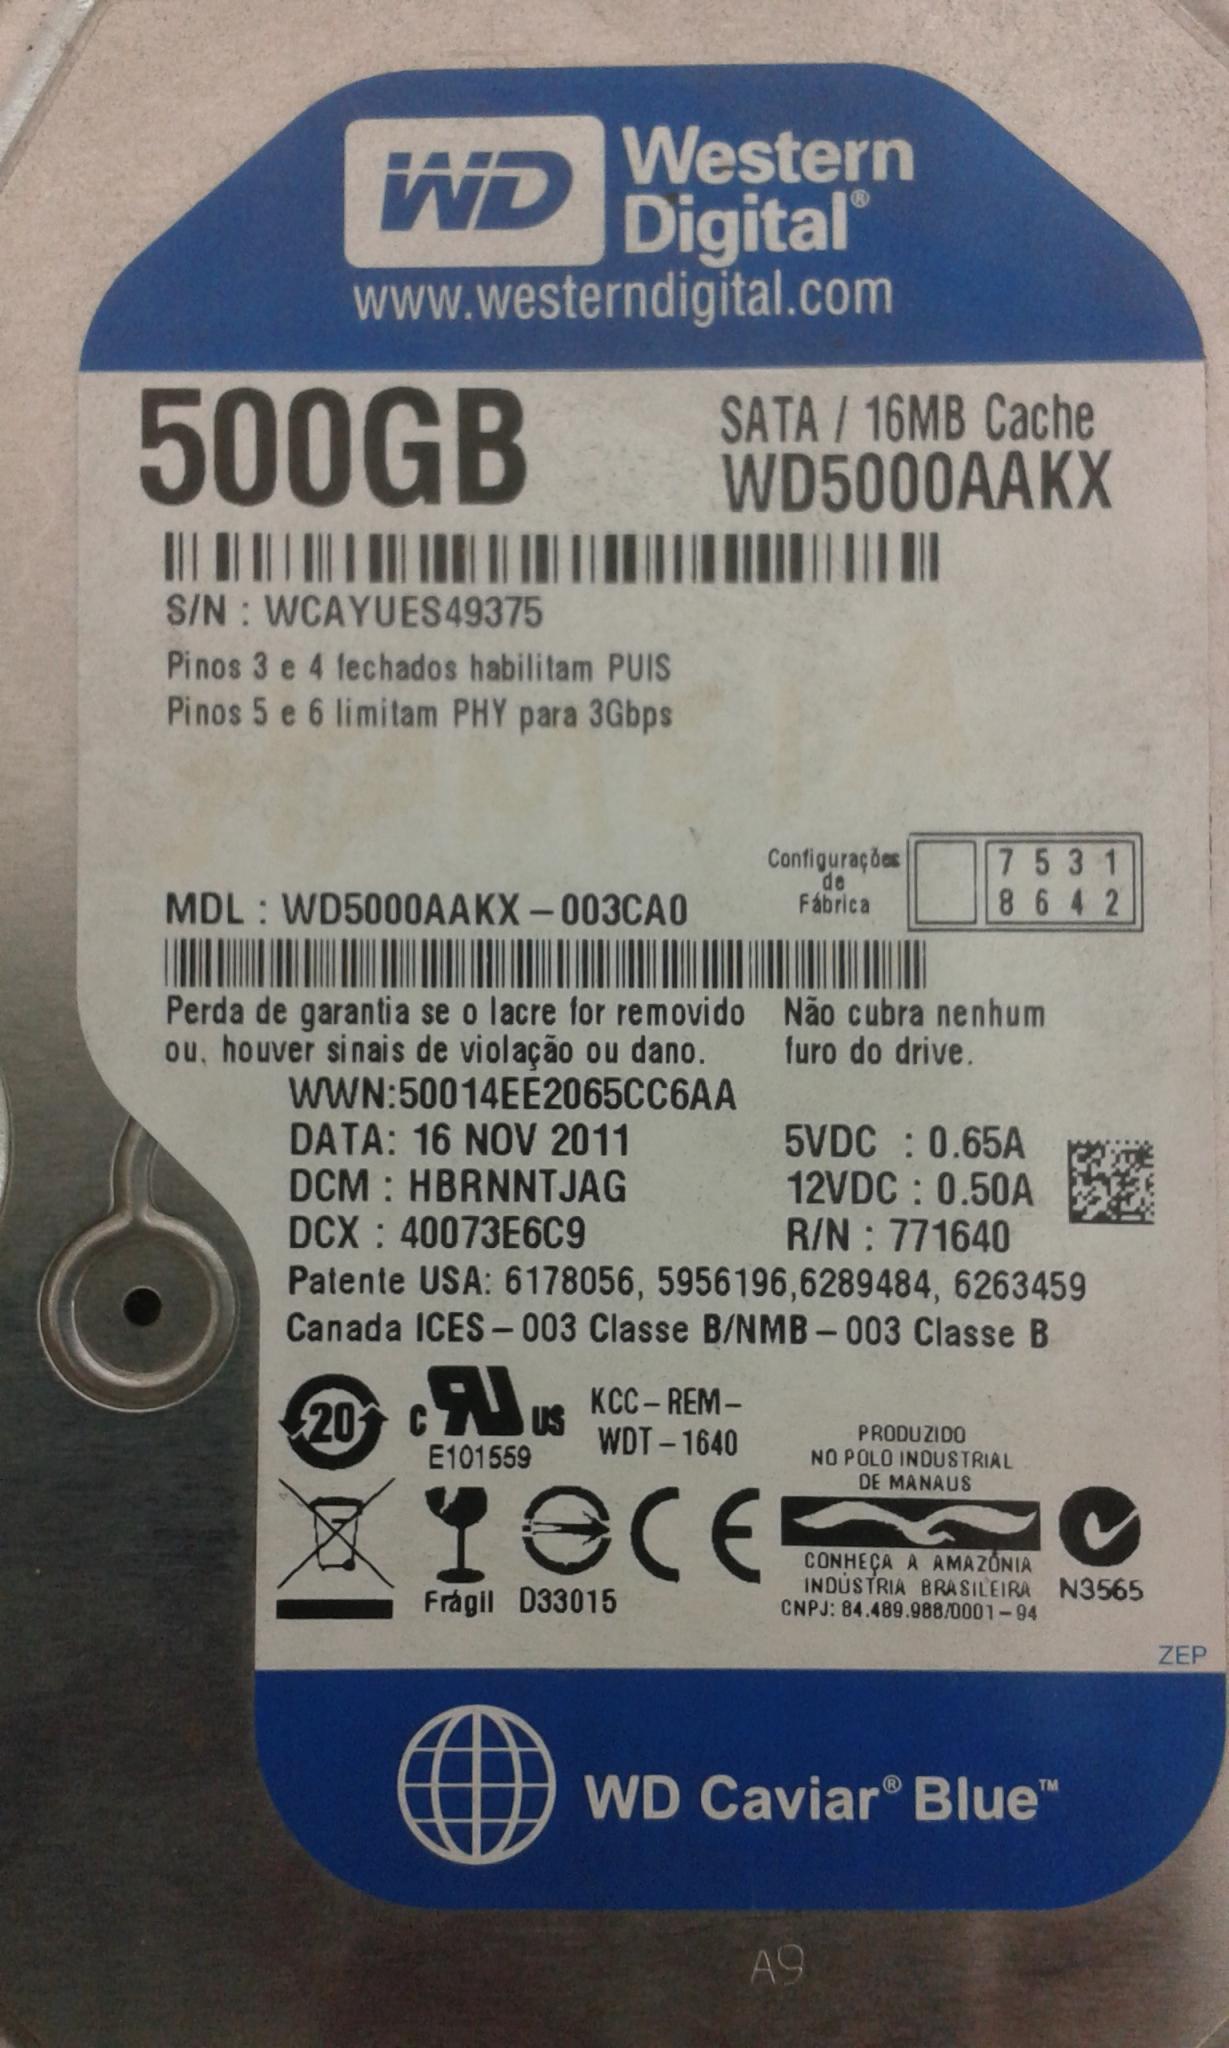 WD Western
Digital®
www.westerndigital.com
500GB
SATA / 16MB Cache
WD5000AAKX
S/N : WCAYUES49375
Pinos 3 e 4 fechados habilitam PUIS
Pinos 5 e 6 limitam PHY para 3Gbps
Configurações
de
Fábrica
7 5 3 1
8 6 4 2
MDL : WD5000AAKX-003CA0
Perda de garantia se o lacre for removido
ou, houver sinais de violação ou dano.
Não cubra nenhum
furo do drive.
WWN:50014EE2065CC6AA
DATA: 16 NOV 2011
DCM : HBRNNTJAG
DCX : 40073E6C9
5VDC : 0.65A
12VDC : 0.50A
R/N : 771640
Patente USA: 6178056, 5956196,6289484, 6263459
Canada ICES-003 Classe B/NMB-003 Classe B
20
C RU US
E101559
KCC-REM-
WDT-1640
PRODUZIDO
NO POLO INDUSTRIAL
DE MANAUS
CONHEÇA A AMAZÔNIA
INDÚSTRIA BRASILEIRA
CNPJ: 84.489.988/0001-94
Frágil
D33015
CE
N3565
ZEP
WD Caviar® Blue™
A9